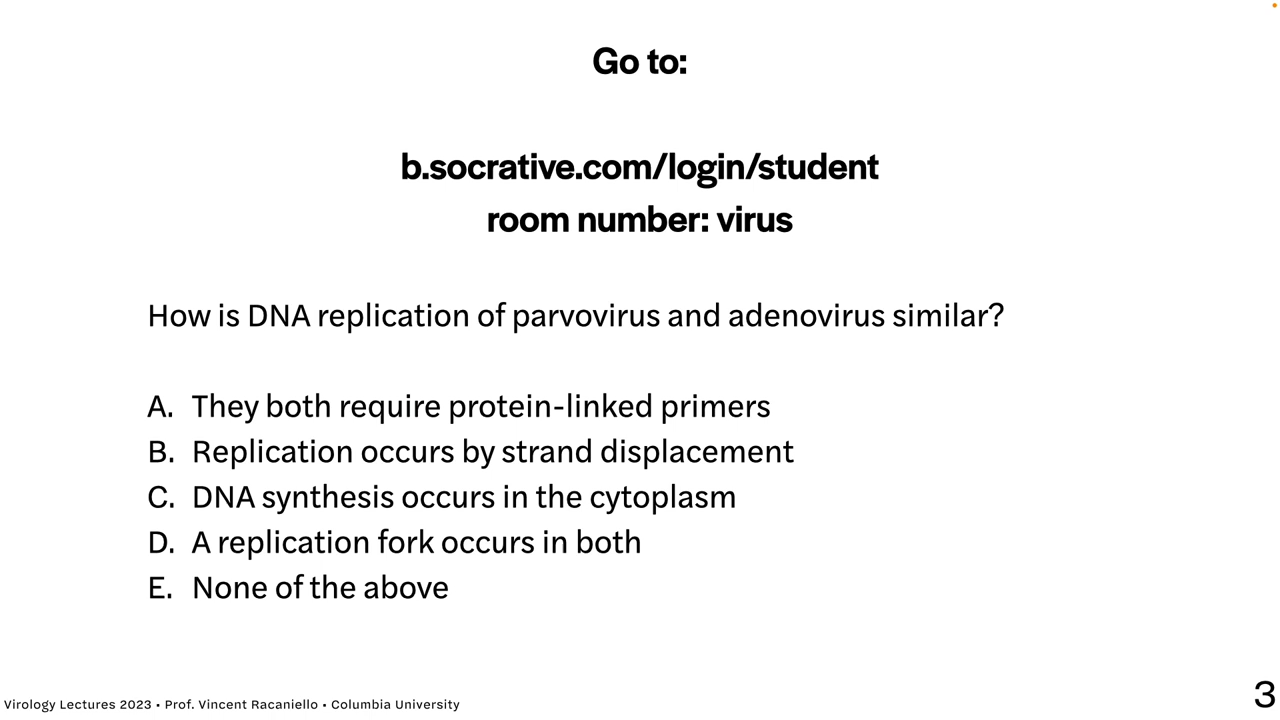 Go to:
b.socrative.com/login/student
room number: virus
How is DNA replication of parvovirus and adenovirus similar?
A. They both require protein-linked primers
B. Replication occurs by strand displacement
C. DNA synthesis occurs in the cytoplasm
D. A replication fork occurs in both
E. None of the above
Virology Lectures 2023 • Prof. Vincent Racaniello • Columbia University
3